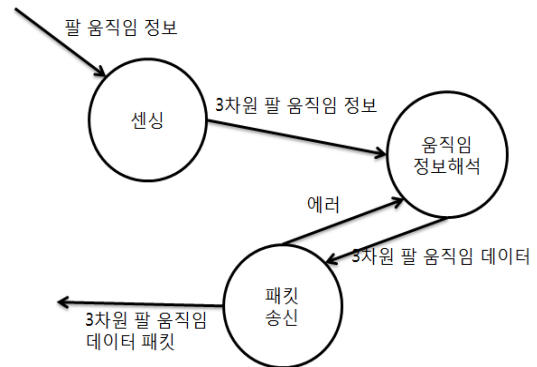 팔 움직임 정보
센싱
3차원 팔 움직임 정보
움직임
정보해석
에러
3차원 팔 움직임 데이터
패킷
송신
3차원 팔 움직임
데이터 패킷